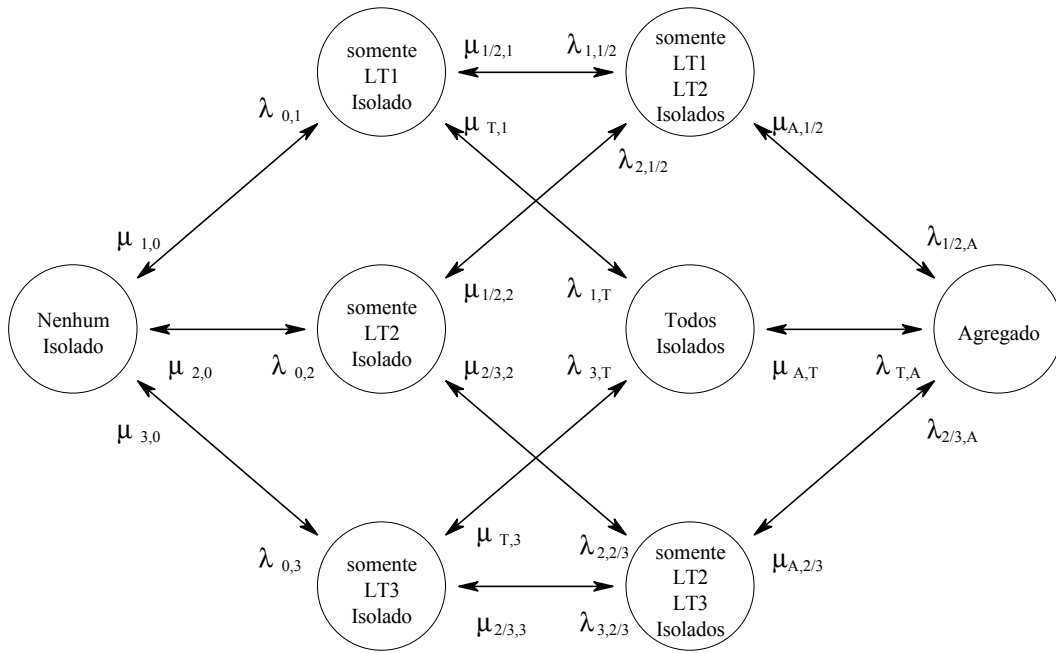 somente
LT1
Isolado
μ 1/2,1
λ 1,1/2
somente
LT1
LT2
Isolados
λ 0,1
μ T,1
λ 2,1/2
μ A,1/2
μ 1,0
λ 1/2,A
Nenhum
Isolado
somente
LT2
Isolado
μ 1/2,2
λ 1,T
Todos
Isolados
Agregado
μ 2,0
λ 0,2
μ 2/3,2
λ 3,T
μ A,T
λ T,A
μ 3,0
λ 2/3,A
λ 0,3
somente
LT3
Isolado
μ T,3
λ 2,2/3
somente
LT2
LT3
Isolados
μ A,2/3
μ 2/3,3
λ 3,2/3